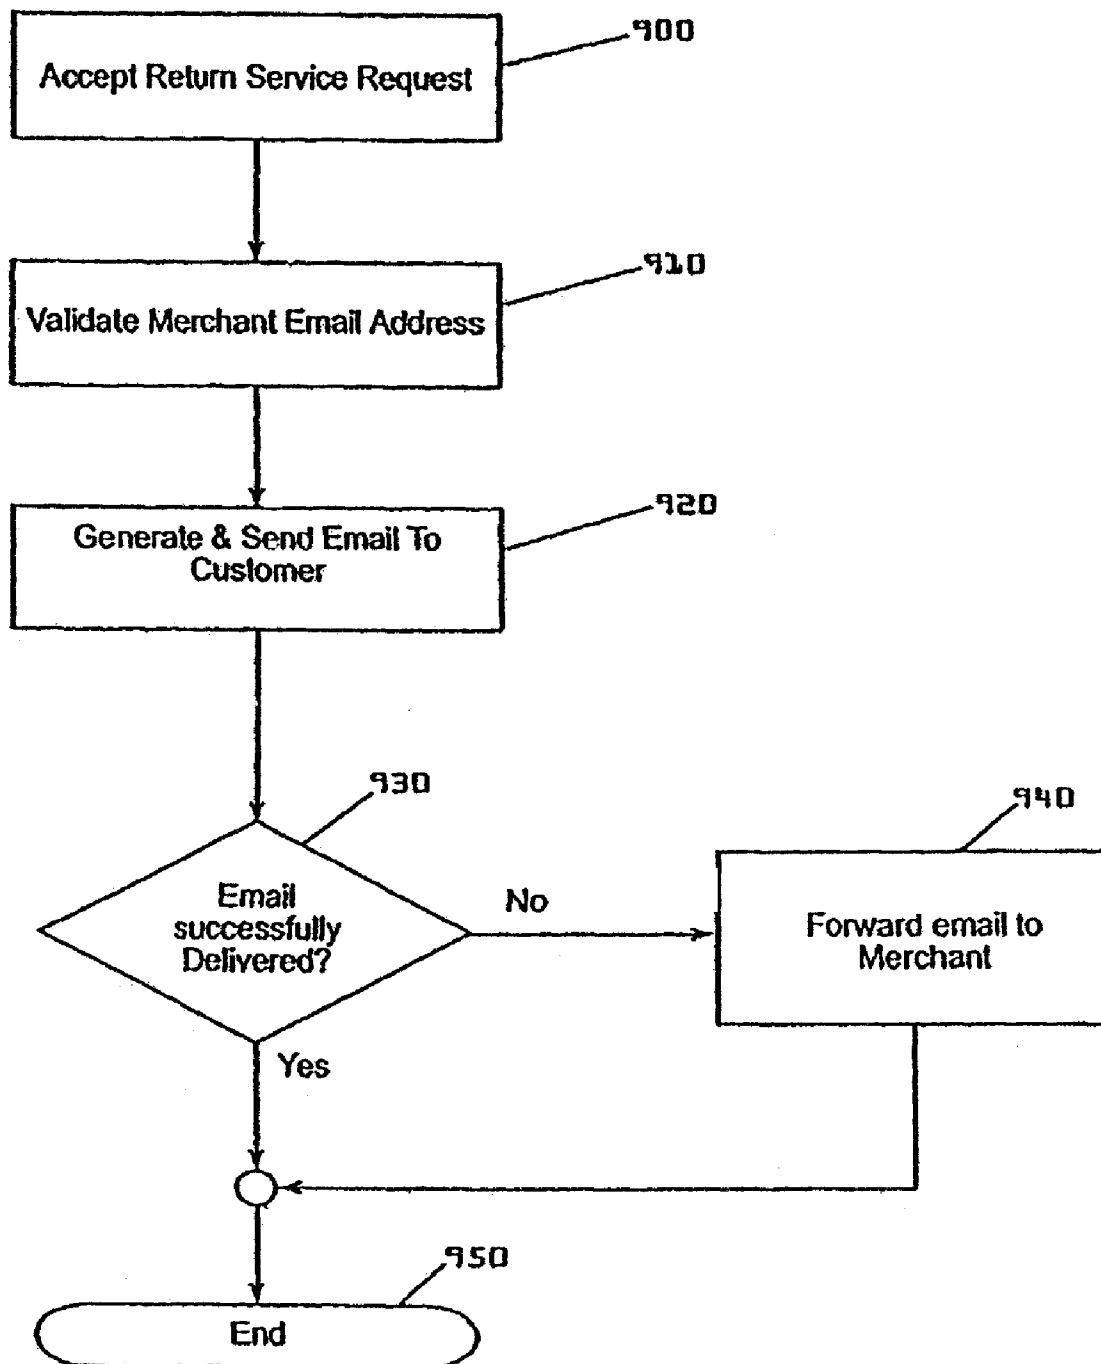 900
Accept Return Service Request
910
Validate Merchant Email Address
920
Generate & Send Email To
Customer
930
940
Email
successfully
Delivered?
No
Forward email to
Merchant
Yes
950
End